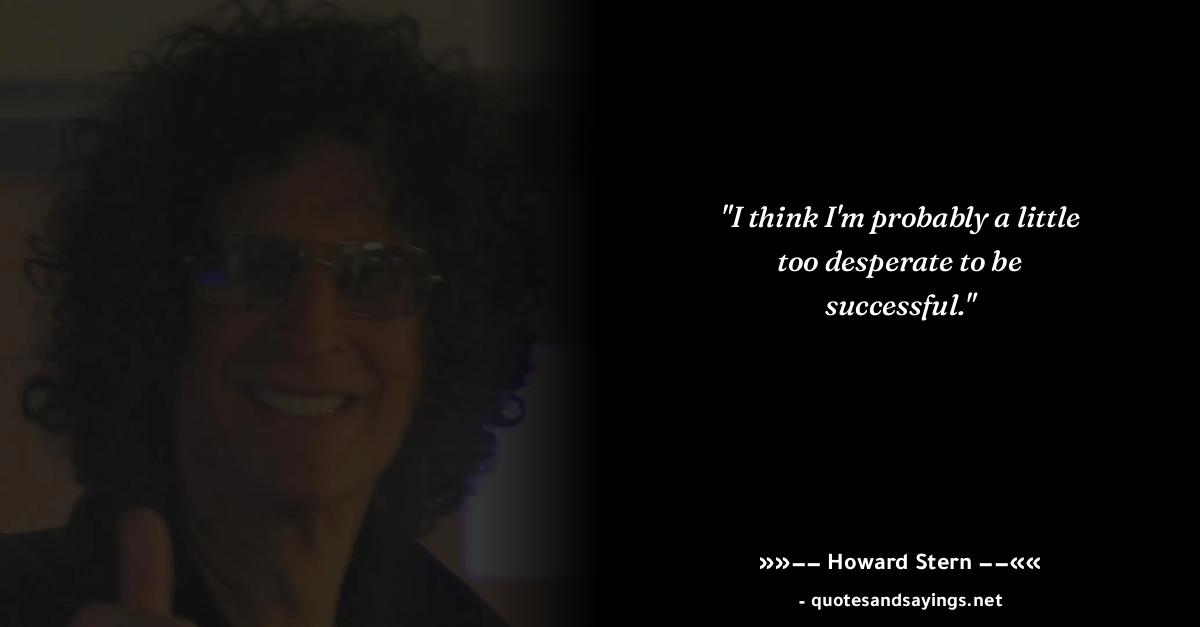 "I think I'm probably a little
too desperate to be
successful."
»»−− Howard Stern −−««
- quotesandsayings.net